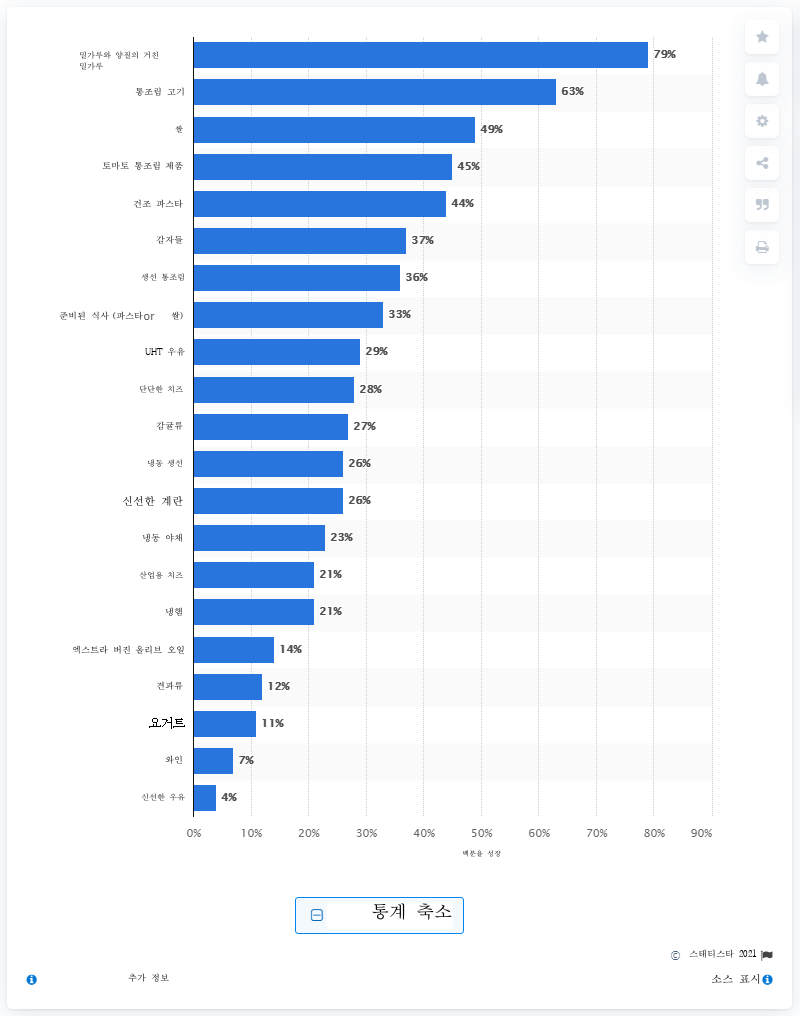 밀가루와 양질의 거친
밀가루
79%
통조림 고기
63%
쌀
49%
토마토 통조림 제품
45%
건조 파스타
44%
감자들
37%
생선 통조림
36%
준비된 식사 (파스타or 쌀)
33%
UHT 우유
29%
단단한 치즈
28%
감귤류
27%
냉동 생선
26%
신선한 계란
26%
냉동 야채
23%
산업용 치즈
21%
냉햄
21%
엑스트라 버진 올리브 오일
14%
견과류
12%
요거트
11%
와인
7%
신선한 우유
4%
0% 10% 20% 30% 40% 50% 60% 70% 80% 90%
백분율 성장
통계 축소
© 스태티스타 2021
추가 정보
소스 표시